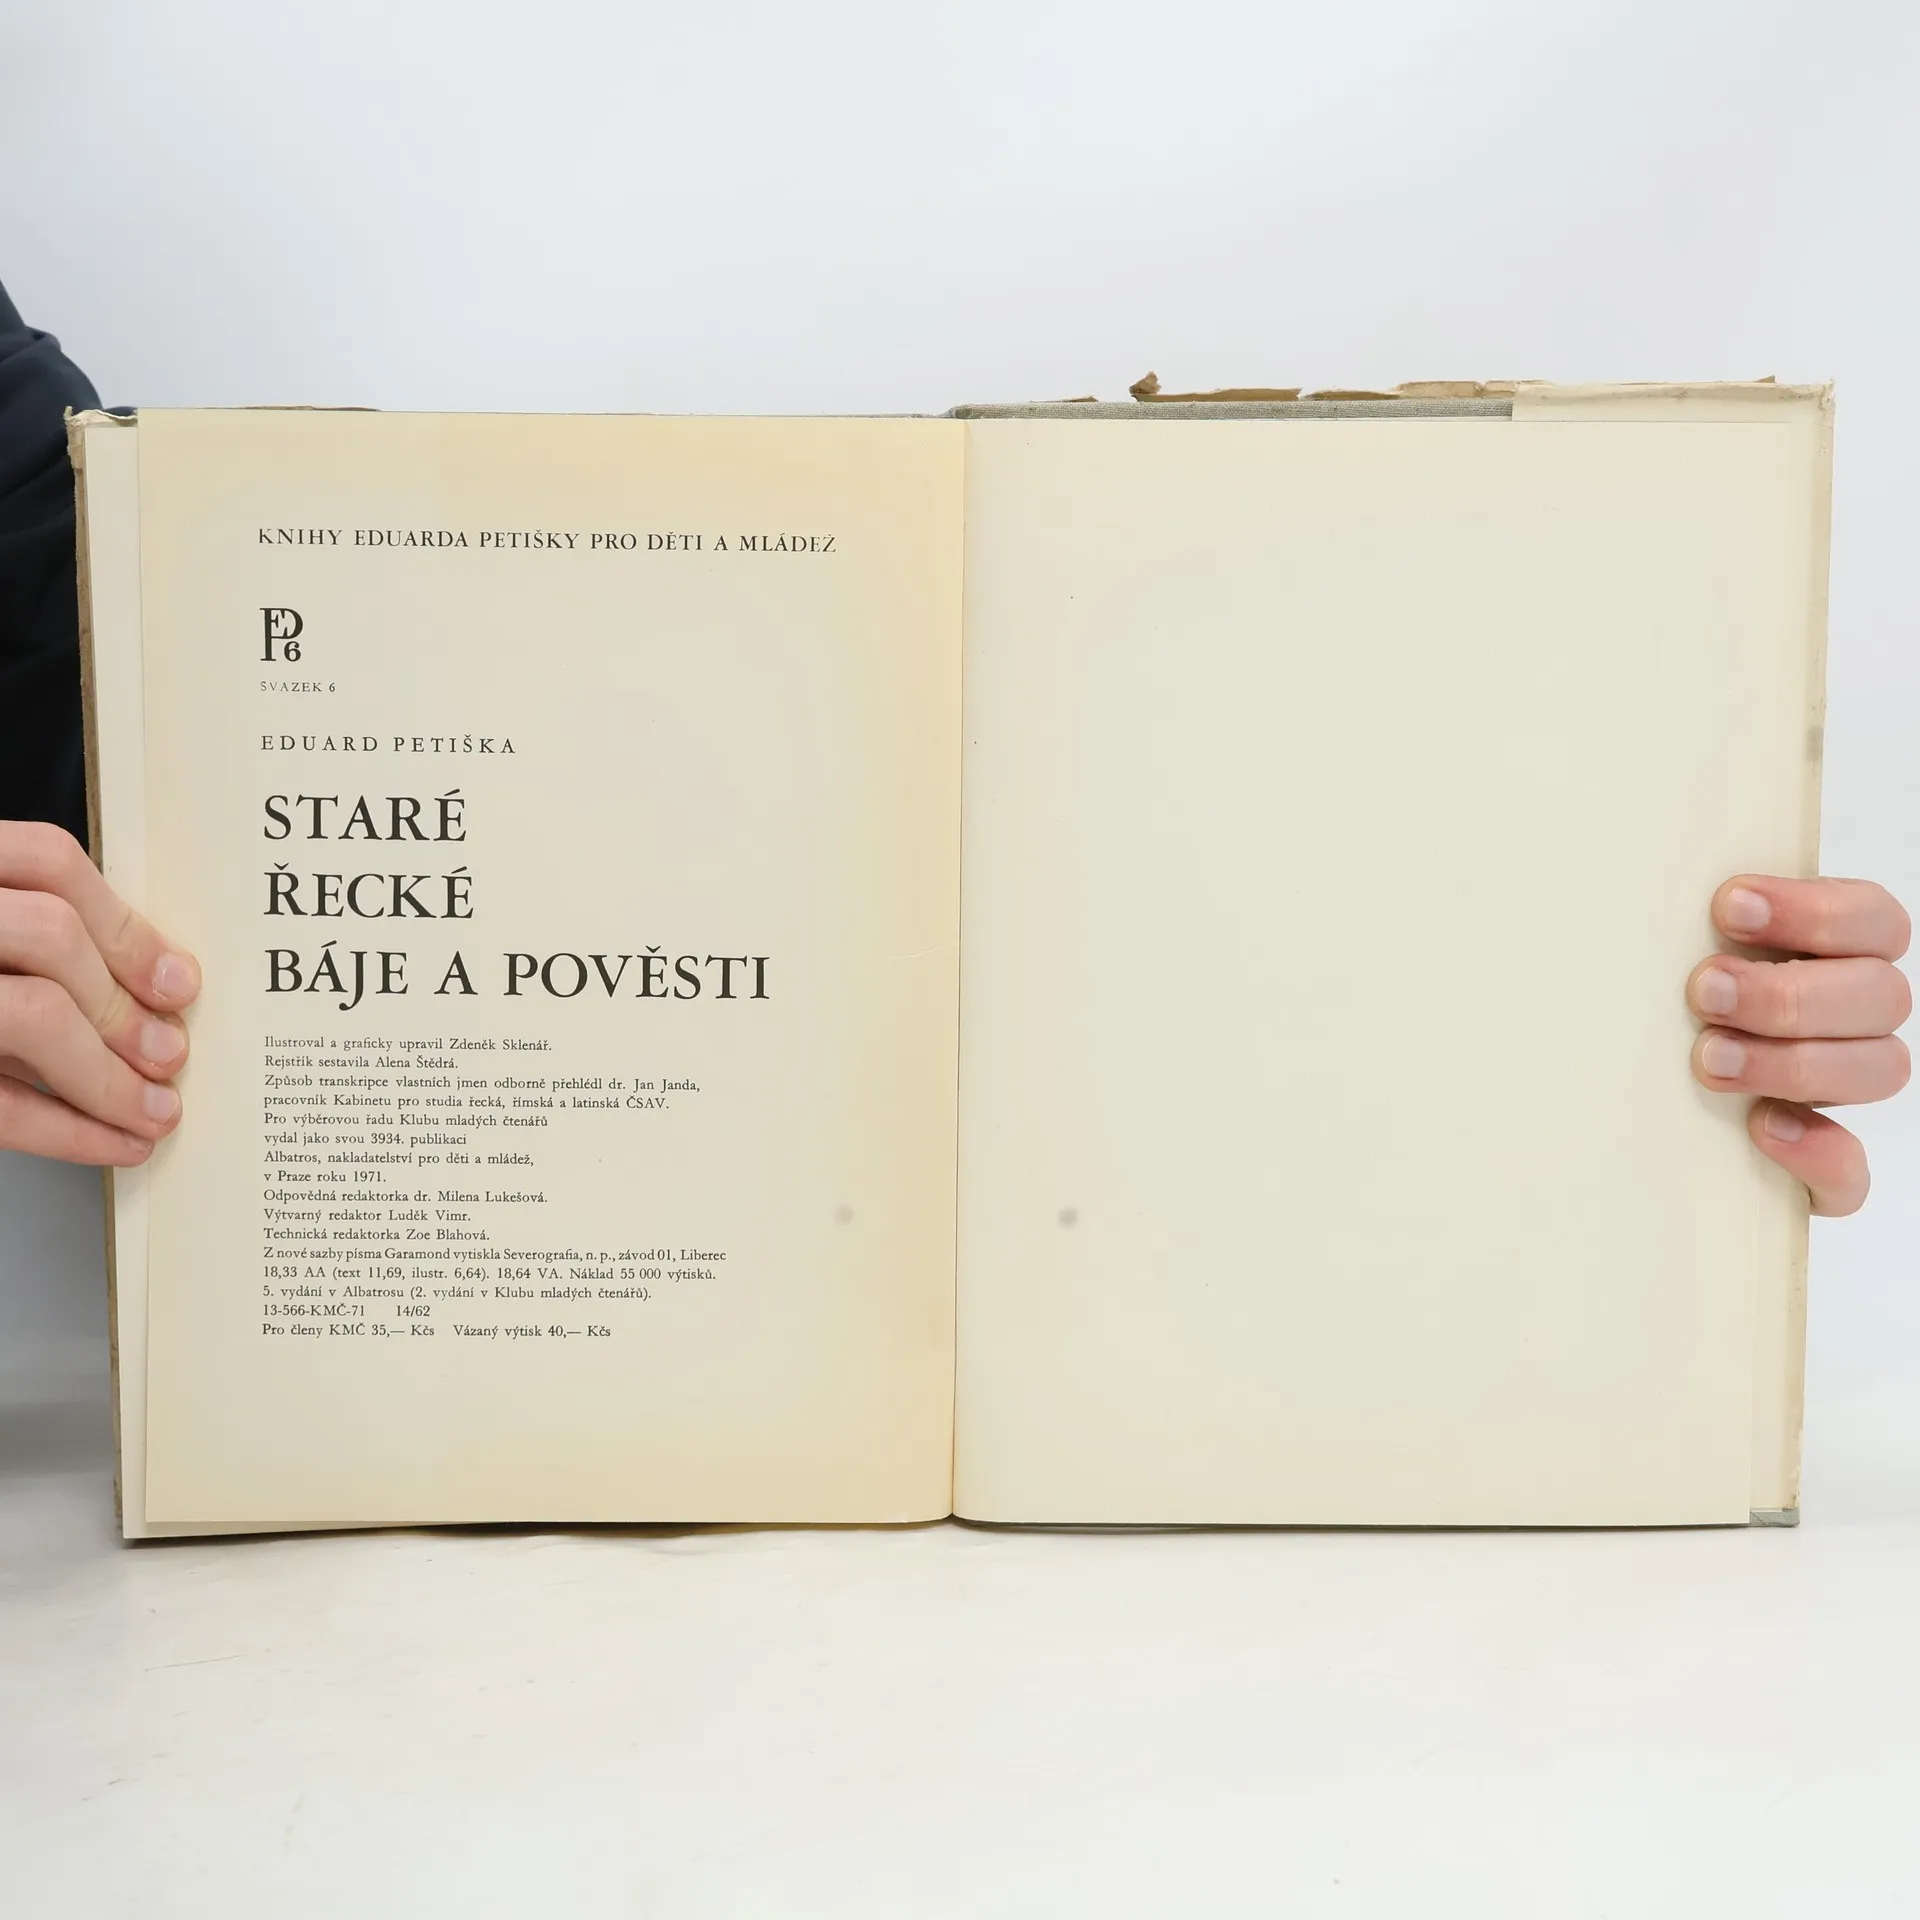 KNIHY EDUARDA PETIŠKY PRO DĚTI A MLÁDEŽ
EP6
SVAZEK 6
EDUARD PETIŠKA
STARÉ
ŘECKÉ
BÁJE A POVĚSTI
Ilustroval a graficky upravil Zdeněk Sklenář.
Rejstřík sestavila Alena Štědrá.
Způsob transkripce vlastních jmen odborně přehlédl dr. Jan Janda,
pracovník Kabinetu pro studia řecká, římská a latinská ČSAV.
Pro výběrovou řadu Klubu mladých čtenářů
vydal jako svou 3934. publikaci
Albatros, nakladatelství pro děti a mládež,
v Praze roku 1971.
Odpovědná redaktorka dr. Milena Lukešová.
Výtvarný redaktor Luděk Vimr.
Technická redaktorka Zoe Blahová.
Z nové sazby písma Garamond vytiskla Severografia, n. p., závod 01, Liberec
18,33 AA (text 11,69, ilustr. 6,64). 18,64 VA. Náklad 55 000 výtisků.
5. vydání v Albatrosu (2. vydání v Klubu mladých čtenářů).
13-566-KMČ-71 14/62
Pro členy KMČ 35,— Kčs Vázaný výtisk 40,— Kčs